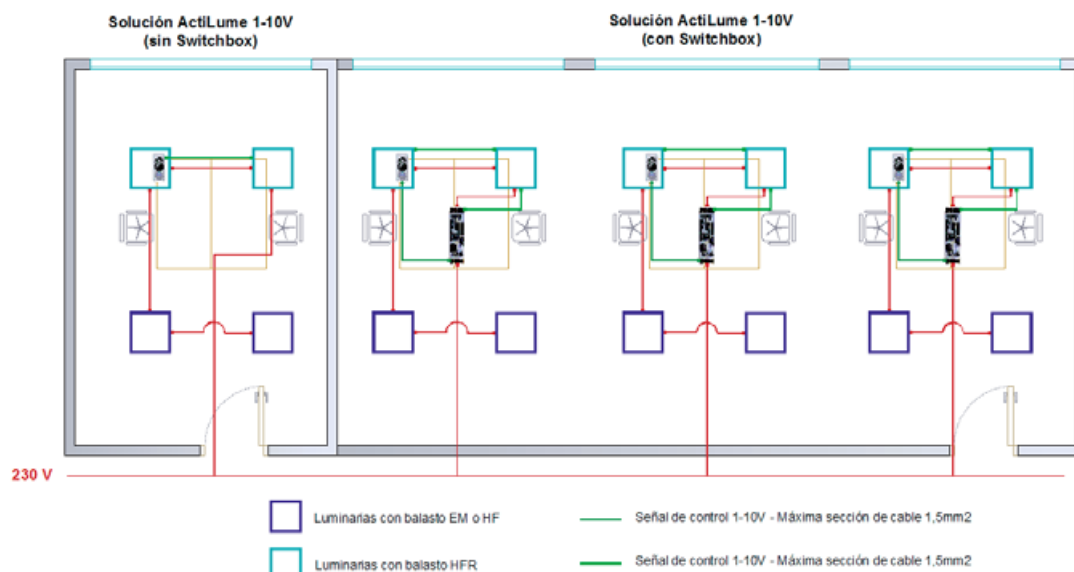 Solución ActiLume 1-10V
(sin Switchbox)
Solución ActiLume 1-10V
(con Switchbox)
230 V
Luminarias con balasto EM o HF
Señal de control 1-10V - Máxima sección de cable 1,5mm2
Luminarias con balasto HFR
Señal de control 1-10V - Máxima sección de cable 1,5mm2